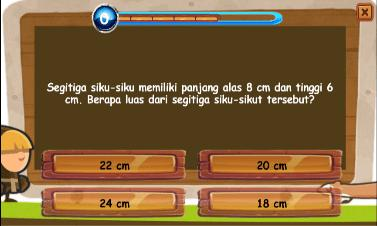 0
X
Segitiga siku-siku memiliki panjang alas 8 cm dan tinggi 6
cm. Berapa luas dari segitiga siku-sikut tersebut?
22 cm
20 cm
24 cm
18 cm